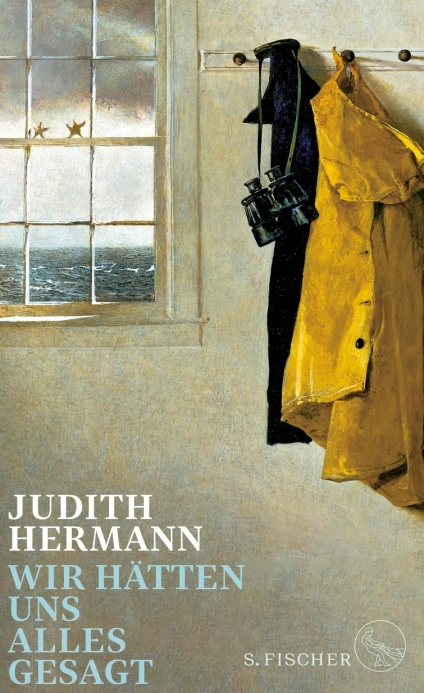 JUDITH
HERMANN
WIR HÄTTEN
UNS
ALLES
GESAGT
S. FISCHER